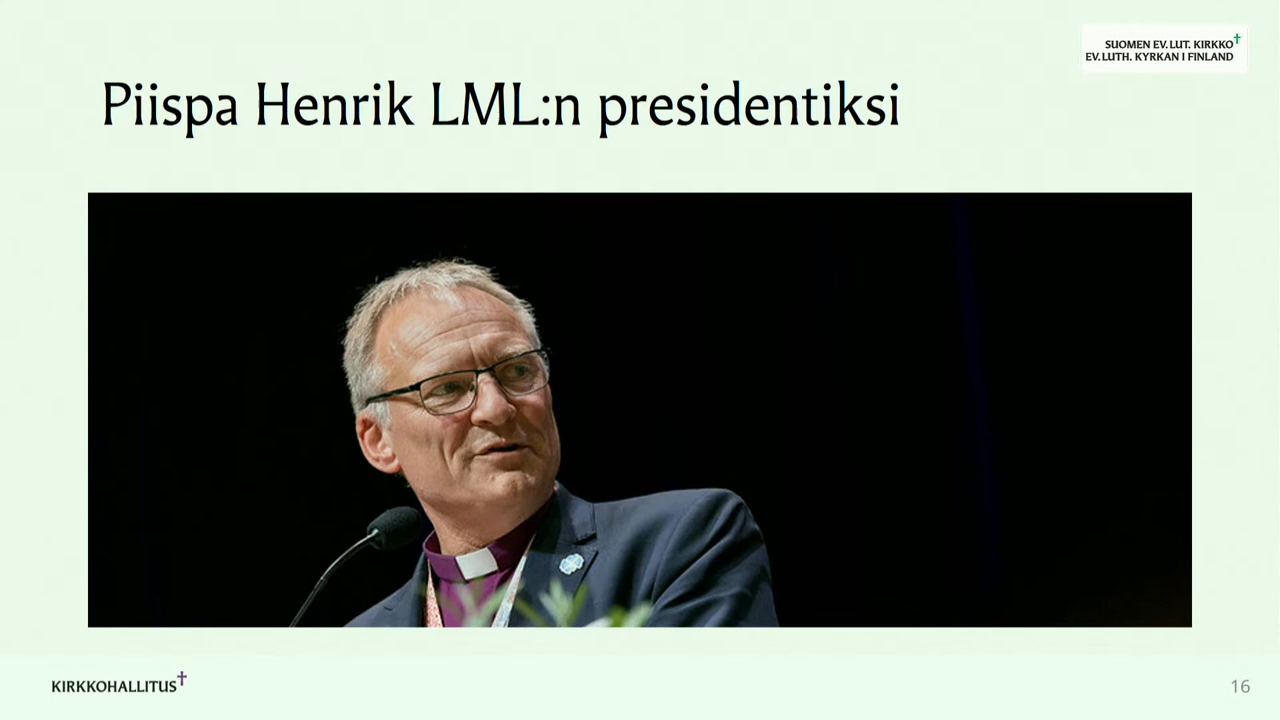 SUOMEN EV. LUT. KIRKKO
EV. LUTH. KYRKAN I FINLAND
Piispa Henrik LML:n presidentiksi
KIRKKOHALLITUS
16